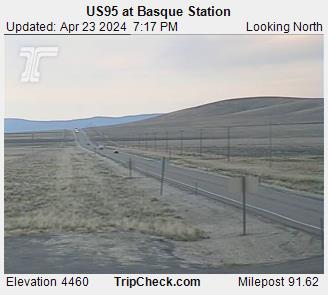 US95 at Basque Station
Updated: Apr 23 2024 7:17 PM Looking North
Elevation 4460 TripCheck.com Milepost 91.62